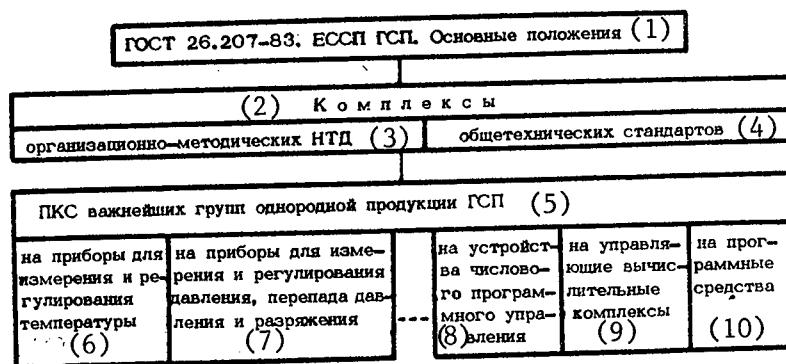 ГОСТ 26.207-83. ЕССП ГСП. Основные положения (1)
(2) Комплексы
организационно-методических НТД (3)
общетехнических стандартов (4)
ПКС важнейших групп однородной продукции ГСП (5)
на приборы для
измерения и ре-
гулирования
температуры
(6)
на приборы для изме-
рения и регулирования
давления, перепада дав-
ления и разряжения
(7)
---
на устройст-
ва числово-
го програм-
много упра-
(8) вления
на управля-
ющие вычис-
лительные
комплексы
(9)
на прог-
раммные
средства
(10)